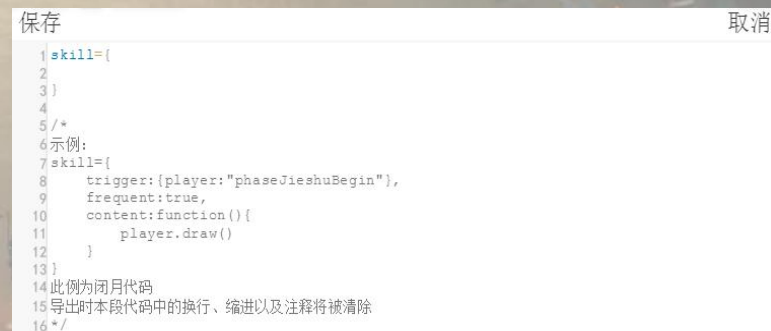 保存
取消
1 skill={
2
3 }
4
5 /*
6 示例:
7 skill={
8     trigger:{player:"phaseJieshuBegin"},
9     frequent:true,
10     content:function(){
11         player.draw()
12     }
13 }
14 此例为闭月代码
15 导出时本段代码中的换行、缩进以及注释将被清除
16 */